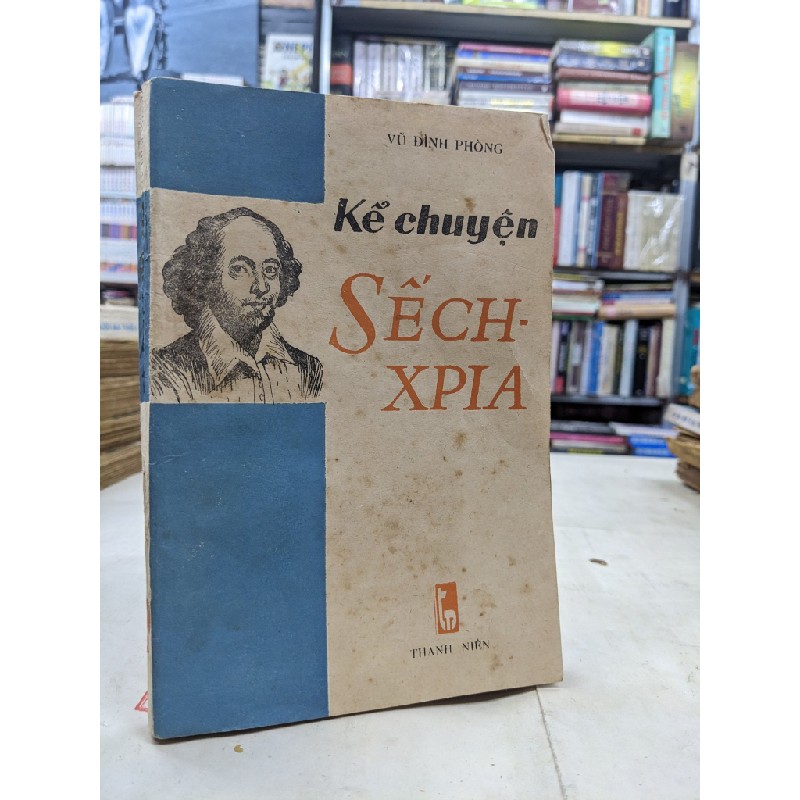 VŨ ĐÌNH PHÒNG
Kể chuyện
SẾCH-
XPIA
THANH NIÊN